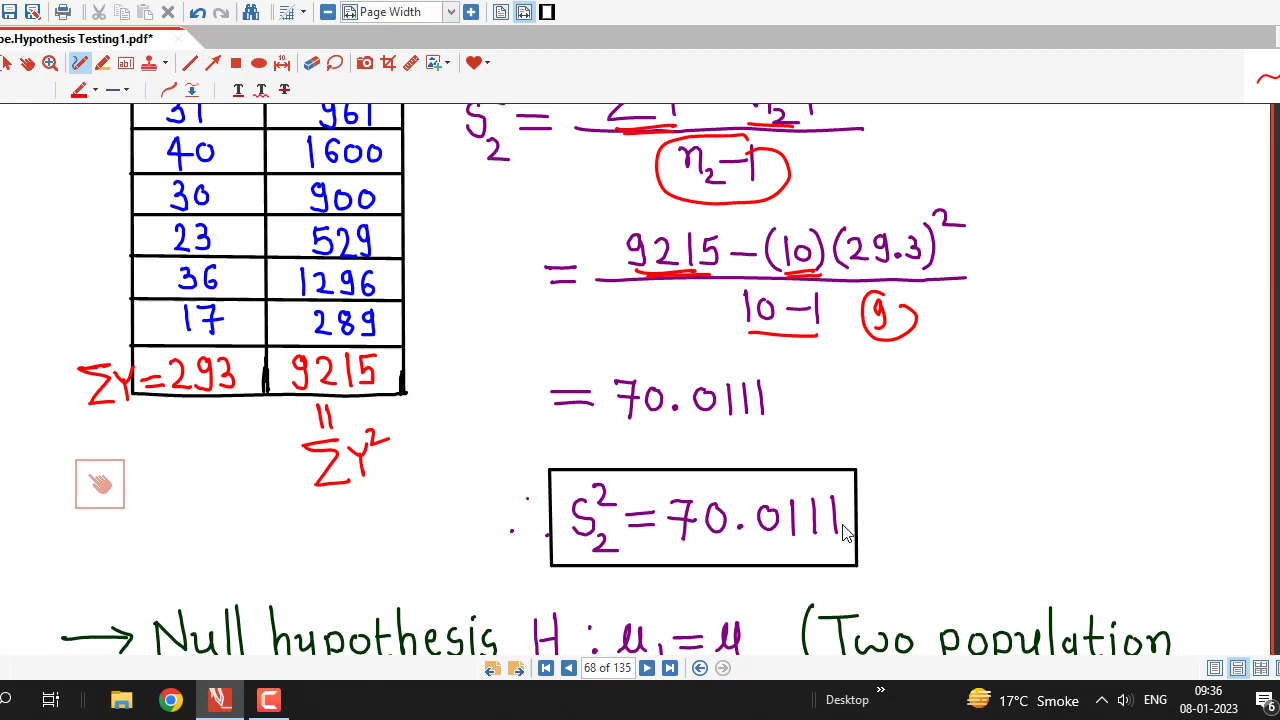 Page Width
pe.Hypothesis Testing1.pdf*
31 961
40 1600
30 900
23 529
36 1296
17 289
ΣY = 293 9215
= ΣY²
S₂² =
n₂ − 1
= 9215 − (10)(29.3)²
10 − 1 9
= 70.0111
∴ S₂² = 70.0111
→ Null hypothesis H : μ₁ = μ (Two population
68 of 135
Desktop
17°C Smoke
ENG
09:36
08-01-2023
6